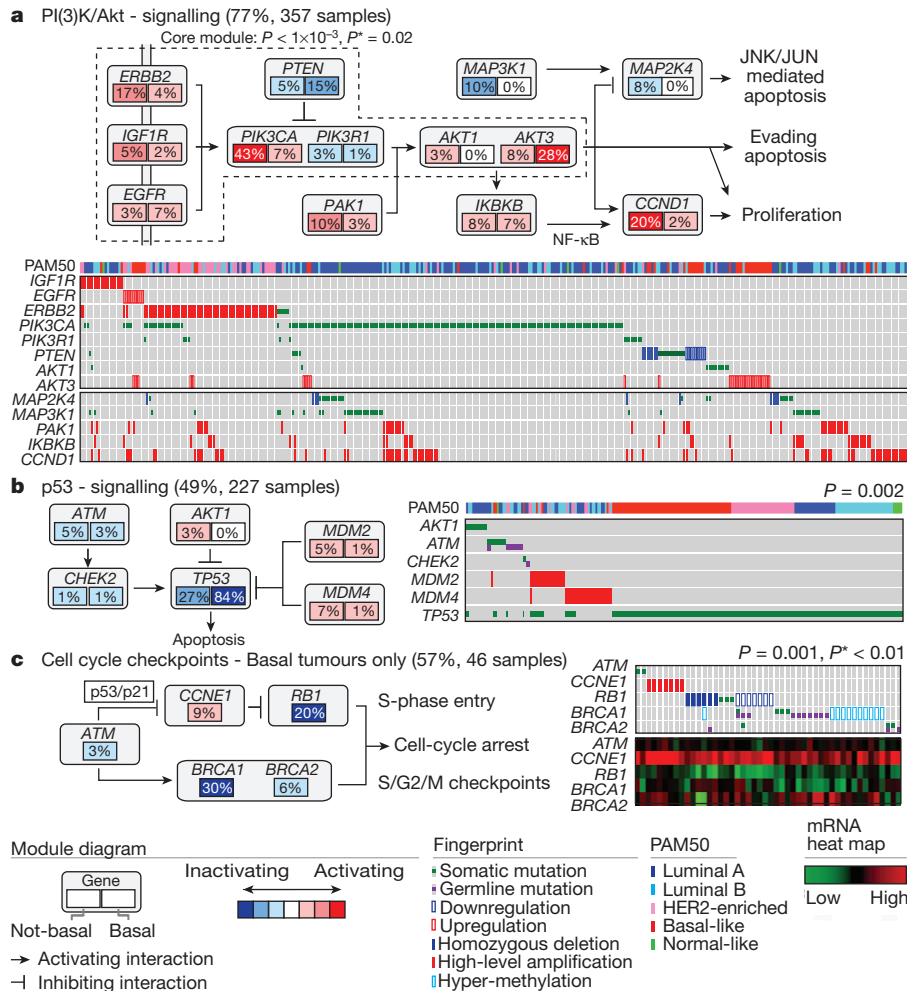 a PI(3)K/Akt - signalling (77%, 357 samples)
Core module: P < 1×10⁻³, P* = 0.02
ERBB2
17% 4%
PTEN
5% 15%
MAP3K1
10% 0%
MAP2K4
8% 0%
JNK/JUN
mediated
apoptosis
IGF1R
5% 2%
PIK3CA PIK3R1
43% 7% 3% 1%
AKT1 AKT3
3% 0% 8% 28%
Evading
apoptosis
EGFR
3% 7%
PAK1
10% 3%
IKBKB
8% 7%
NF-κB
CCND1
20% 2%
Proliferation
PAM50
IGF1R
EGFR
ERBB2
PIK3CA
PIK3R1
PTEN
AKT1
AKT3
MAP2K4
MAP3K1
PAK1
IKBKB
CCND1
b p53 - signalling (49%, 227 samples)
P = 0.002
ATM
5% 3%
AKT1
3% 0%
MDM2
5% 1%
CHEK2
1% 1%
TP53
27% 84%
MDM4
7% 1%
Apoptosis
PAM50
AKT1
ATM
CHEK2
MDM2
MDM4
TP53
c Cell cycle checkpoints - Basal tumours only (57%, 46 samples)
P = 0.001, P* < 0.01
p53/p21
CCNE1
9%
RB1
20%
S-phase entry
ATM
3%
Cell-cycle arrest
BRCA1 BRCA2
30% 6%
S/G2/M checkpoints
ATM
CCNE1
RB1
BRCA1
BRCA2
ATM
CCNE1
RB1
BRCA1
BRCA2
Module diagram
Gene
Not-basal Basal
Activating interaction
Inhibiting interaction
Inactivating Activating
Fingerprint
Somatic mutation
Germline mutation
Downregulation
Upregulation
Homozygous deletion
High-level amplification
Hyper-methylation
PAM50
Luminal A
Luminal B
HER2-enriched
Basal-like
Normal-like
mRNA
heat map
Low High